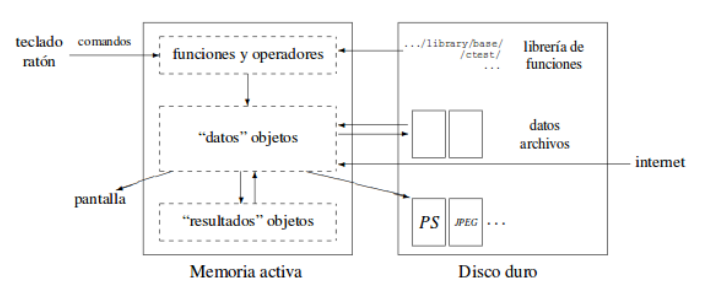 teclado
ratón
comandos
funciones y operadores
.../library/base/
/ctest/
...
librería de
funciones
"datos" objetos
datos
archivos
internet
pantalla
"resultados" objetos
PS
JPEG
...
Memoria activa
Disco duro